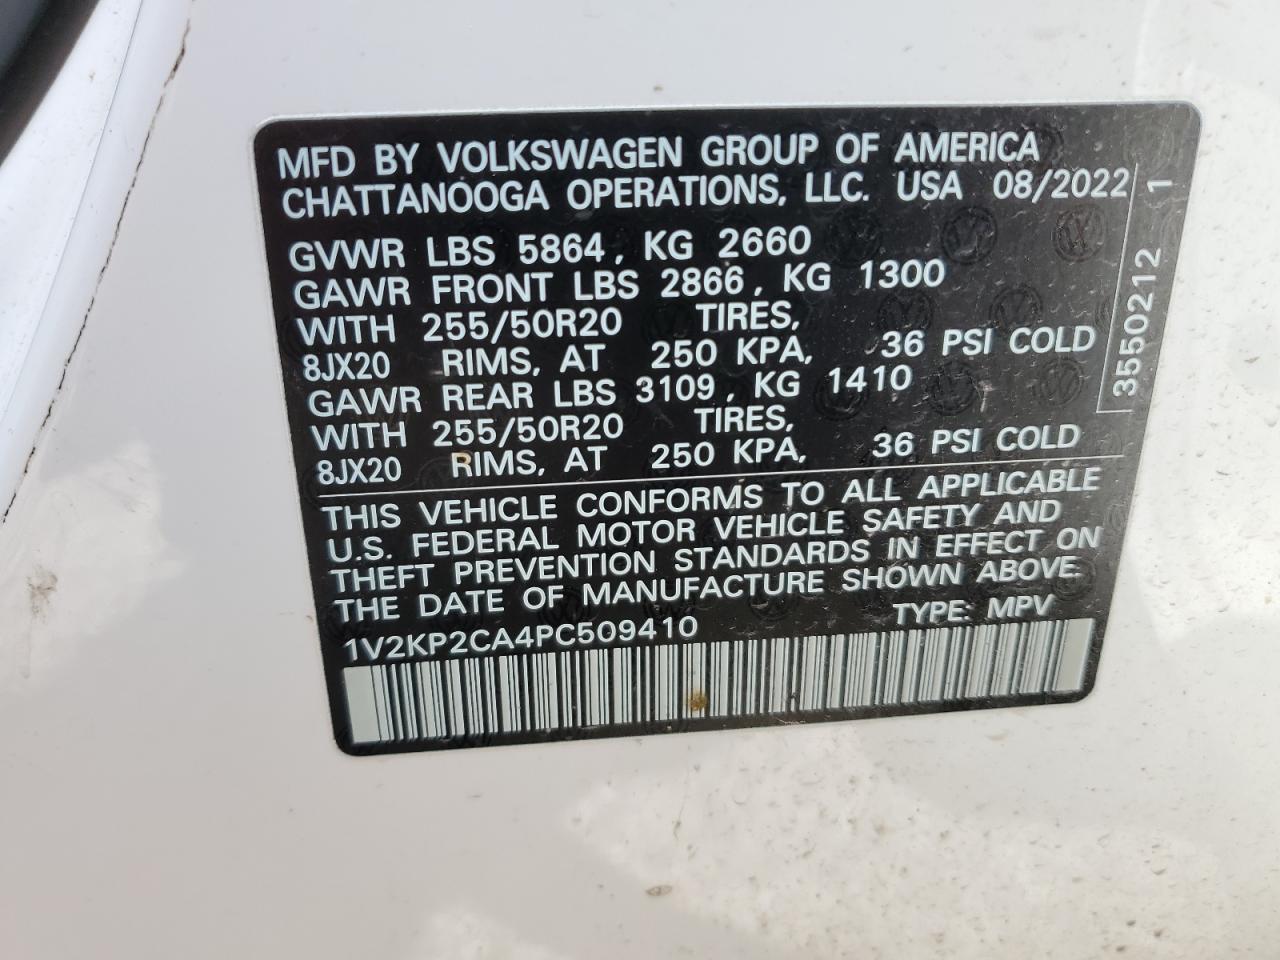 MFD BY VOLKSWAGEN GROUP OF AMERICA
CHATTANOOGA OPERATIONS, LLC. USA 08/2022
GVWR LBS 5864, KG 2660
GAWR FRONT LBS 2866, KG 1300
WITH 255/50R20 TIRES,
8JX20 RIMS, AT 250 KPA, 36 PSI COLD
GAWR REAR LBS 3109, KG 1410
WITH 255/50R20 TIRES,
8JX20 RIMS, AT 250 KPA, 36 PSI COLD
THIS VEHICLE CONFORMS TO ALL APPLICABLE
U.S. FEDERAL MOTOR VEHICLE SAFETY AND
THEFT PREVENTION STANDARDS IN EFFECT ON
THE DATE OF MANUFACTURE SHOWN ABOVE.
1V2KP2CA4PC509410 TYPE: MPV
3550212 1